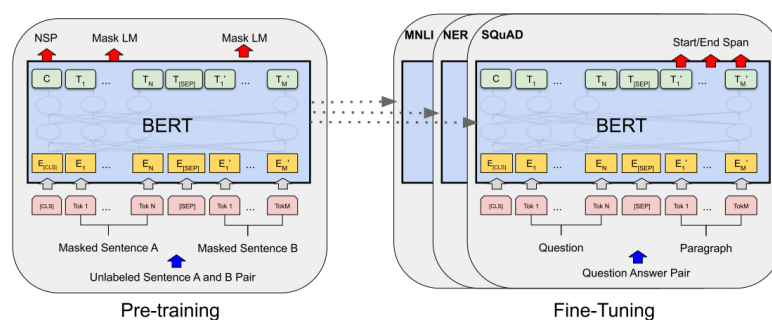 NSP Mask LM Mask LM
C T1 ... TN T[SEP] T1' ... TM'
BERT
E[CLS] E1 ... EN E[SEP] E1' ... EM'
[CLS] Tok 1 ... Tok N [SEP] Tok 1 ... TokM
Masked Sentence A Masked Sentence B
Unlabeled Sentence A and B Pair
Pre-training
MNLI NER SQuAD
Start/End Span
C T1 ... TN T[SEP] T1' ... TM'
BERT
E[CLS] E1 ... EN E[SEP] E1' ... EM'
[CLS] Tok 1 ... Tok N [SEP] Tok 1 ... TokM
Question Paragraph
Question Answer Pair
Fine-Tuning